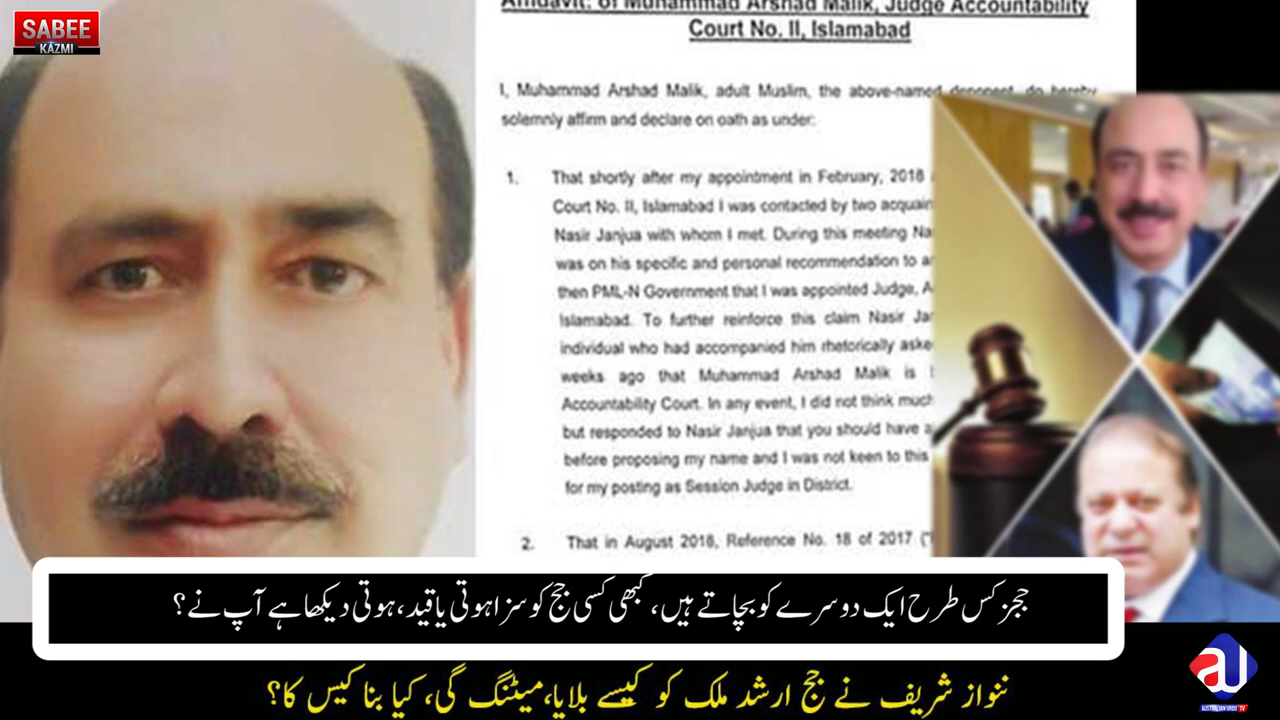 SABEE
KAZMI
Affidavit: of Muhammad Arshad Malik, Judge Accountability
Court No. II, Islamabad
I, Muhammad Arshad Malik, adult Muslim, the above-named deponent, do hereby
solemnly affirm and declare on oath as under:
1. That shortly after my appointment in February, 2018
Court No. II, Islamabad I was contacted by two acquain
Nasir Janjua with whom I met. During this meeting Na
was on his specific and personal recommendation to a
then PML-N Government that I was appointed Judge, A
Islamabad. To further reinforce this claim Nasir Jar
individual who had accompanied him rhetorically aske
weeks ago that Muhammad Arshad Malik is
Accountability Court. In any event, I did not think much
but responded to Nasir Janjua that you should have a
before proposing my name and I was not keen to this
for my posting as Session Judge in District.
2. That in August 2018, Reference No. 18 of 2017 ("
ججز کس طرح ایک دوسرے کو بچاتے ہیں، کبھی کسی جج کو سزا ہوتی یا قید، ہوتی دیکھا ہے آپ نے؟
ننواز شریف نے جج ارشد ملک کو کیسے بلایا، میٹنگ گی، کیا بنا کیس کا؟
AUSTRALIAN URDU TV